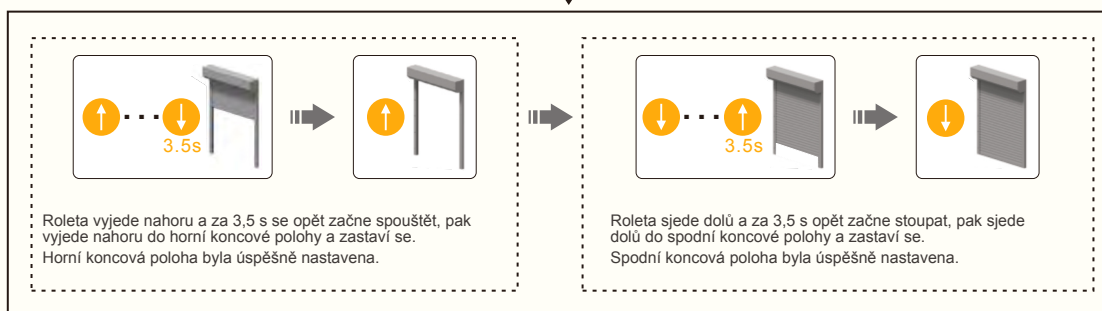 3.5s
Roleta vyjede nahoru a za 3,5 s se opět začne spouštět, pak
vyjede nahoru do horní koncové polohy a zastaví se.
Horní koncová poloha byla úspěšně nastavena.
3.5s
Roleta sjede dolů a za 3,5 s opět začne stoupat, pak sjede
dolů do spodní koncové polohy a zastaví se.
Spodní koncová poloha byla úspěšně nastavena.